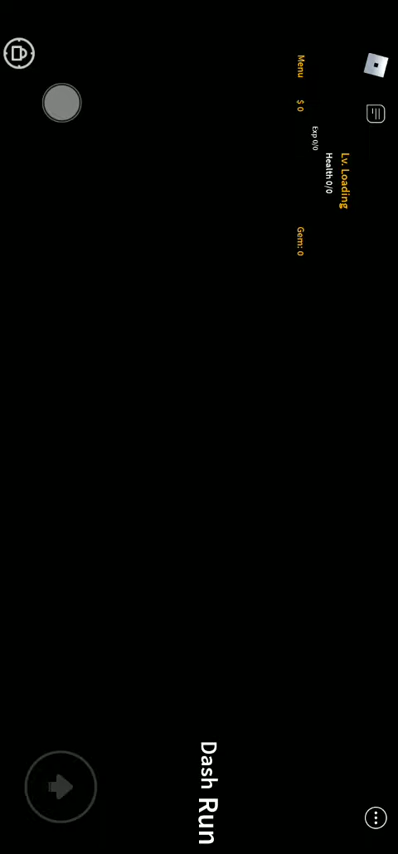 Lv. Loading
Health 0/0
Exp 0/0
Menu
$ 0
Gem: 0
Dash
Run